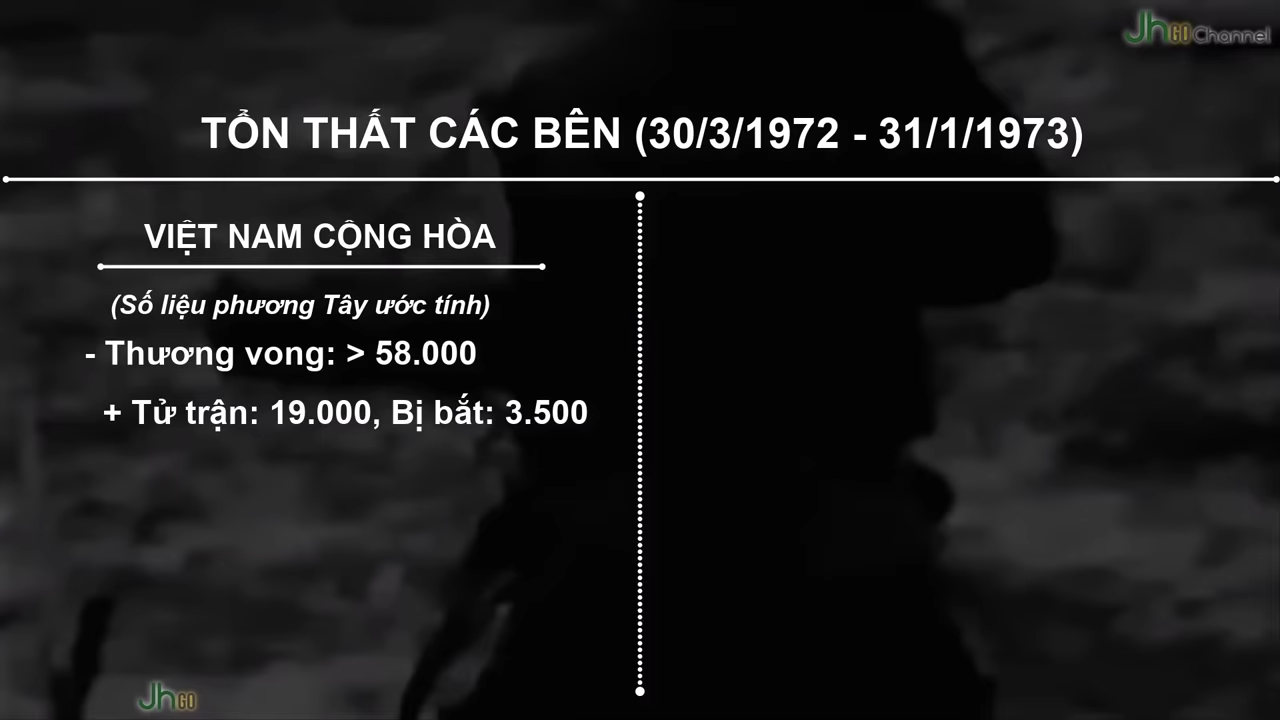 JhGO Channel
TỔN THẤT CÁC BÊN (30/3/1972 - 31/1/1973)
VIỆT NAM CỘNG HÒA
(Số liệu phương Tây ước tính)
- Thương vong: > 58.000
+ Tử trận: 19.000, Bị bắt: 3.500
JhGO